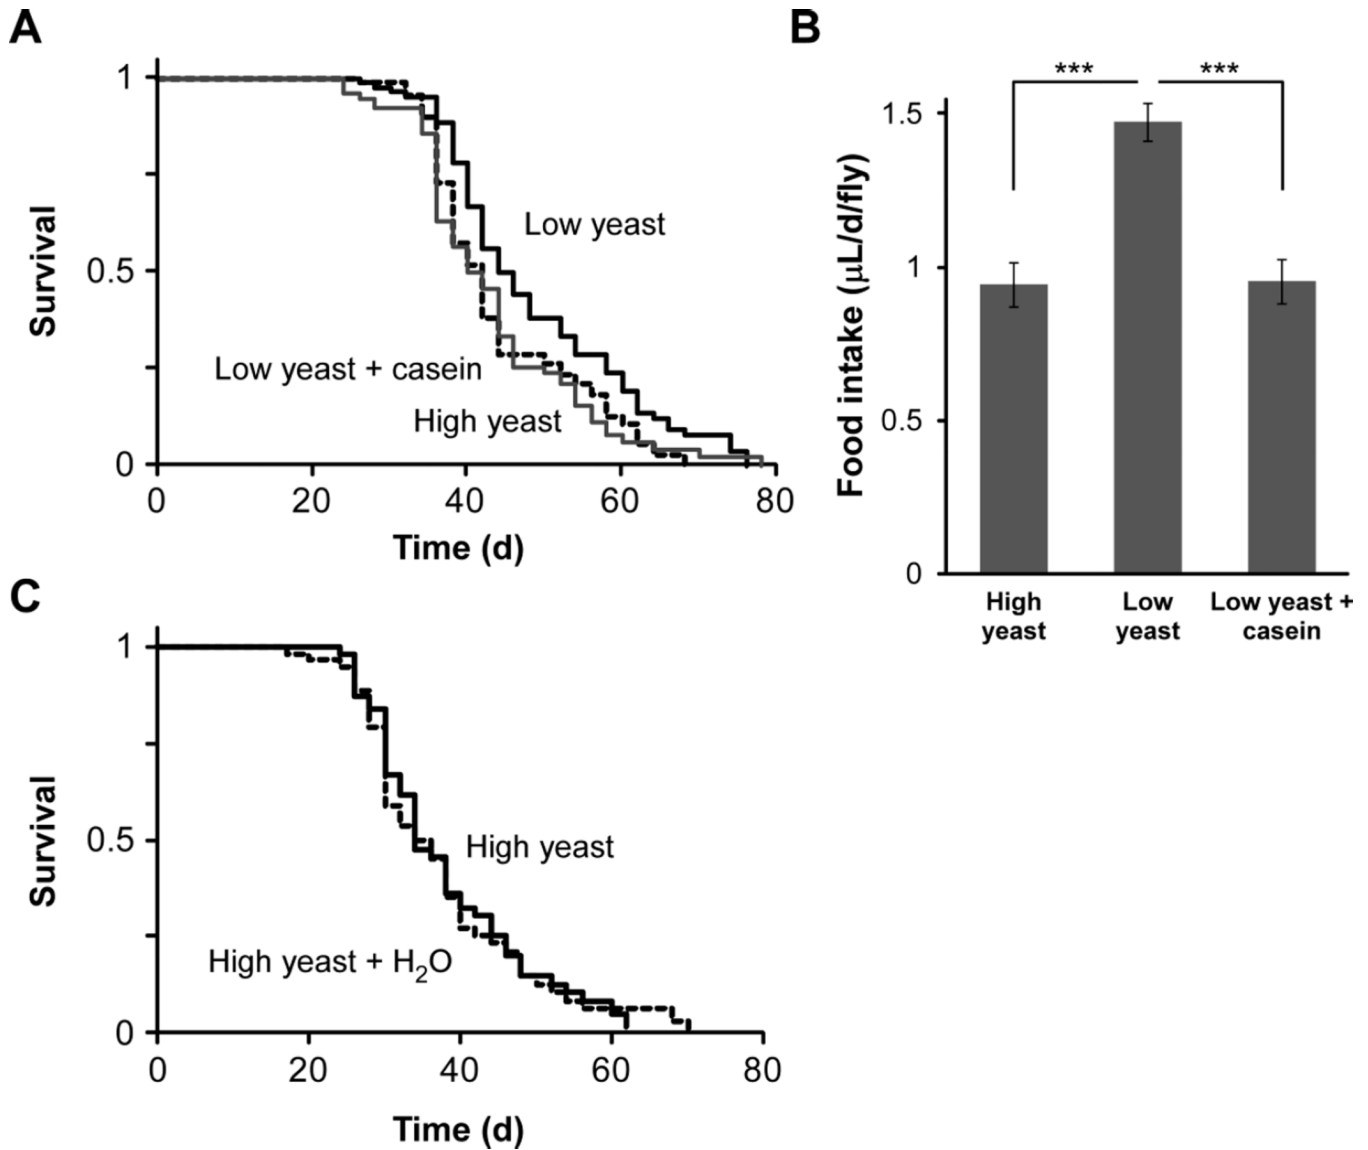 A
Survival
1
0.5
0
Low yeast
Low yeast + casein
High yeast
0 20 40 60 80
Time (d)
B
*** ***
Food intake (μL/d/fly)
1.5
1
0.5
0
High yeast
Low yeast
Low yeast + casein
C
Survival
1
0.5
0
High yeast
High yeast + H₂O
0 20 40 60 80
Time (d)